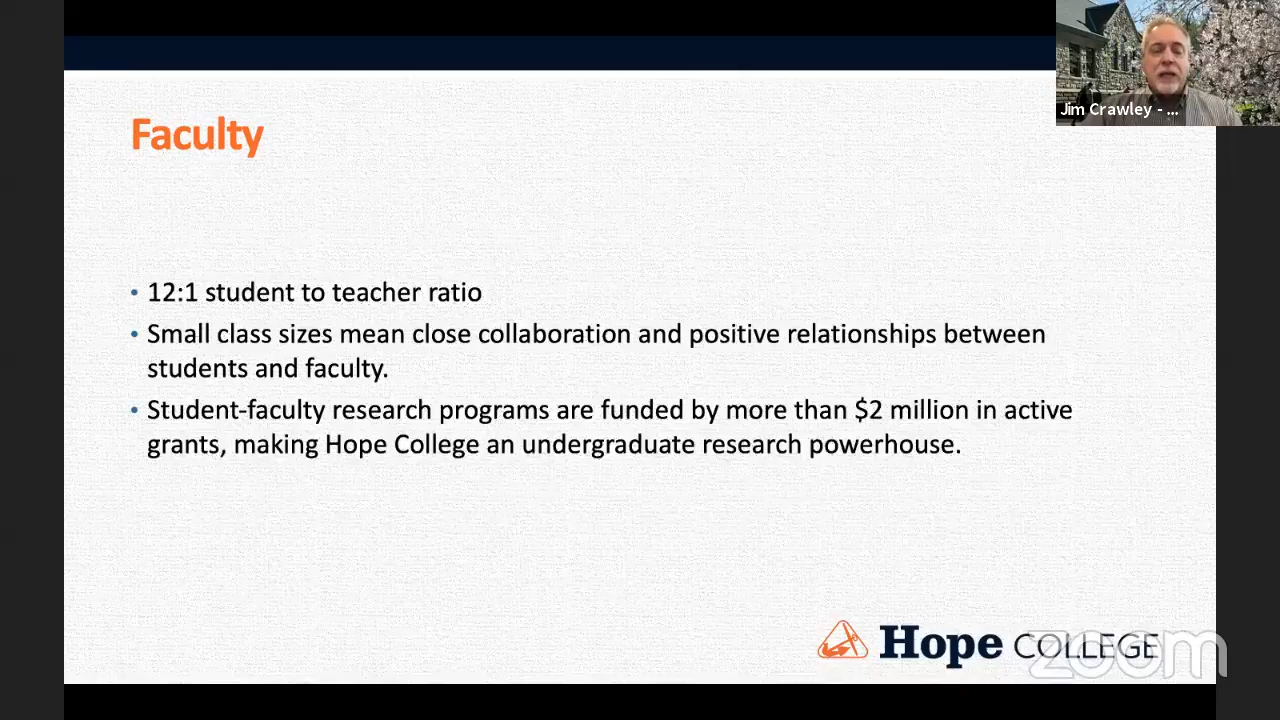 Jim Crawley - ...
Faculty
• 12:1 student to teacher ratio
• Small class sizes mean close collaboration and positive relationships between
students and faculty.
• Student-faculty research programs are funded by more than $2 million in active
grants, making Hope College an undergraduate research powerhouse.
Hope COLLEGE
zoom